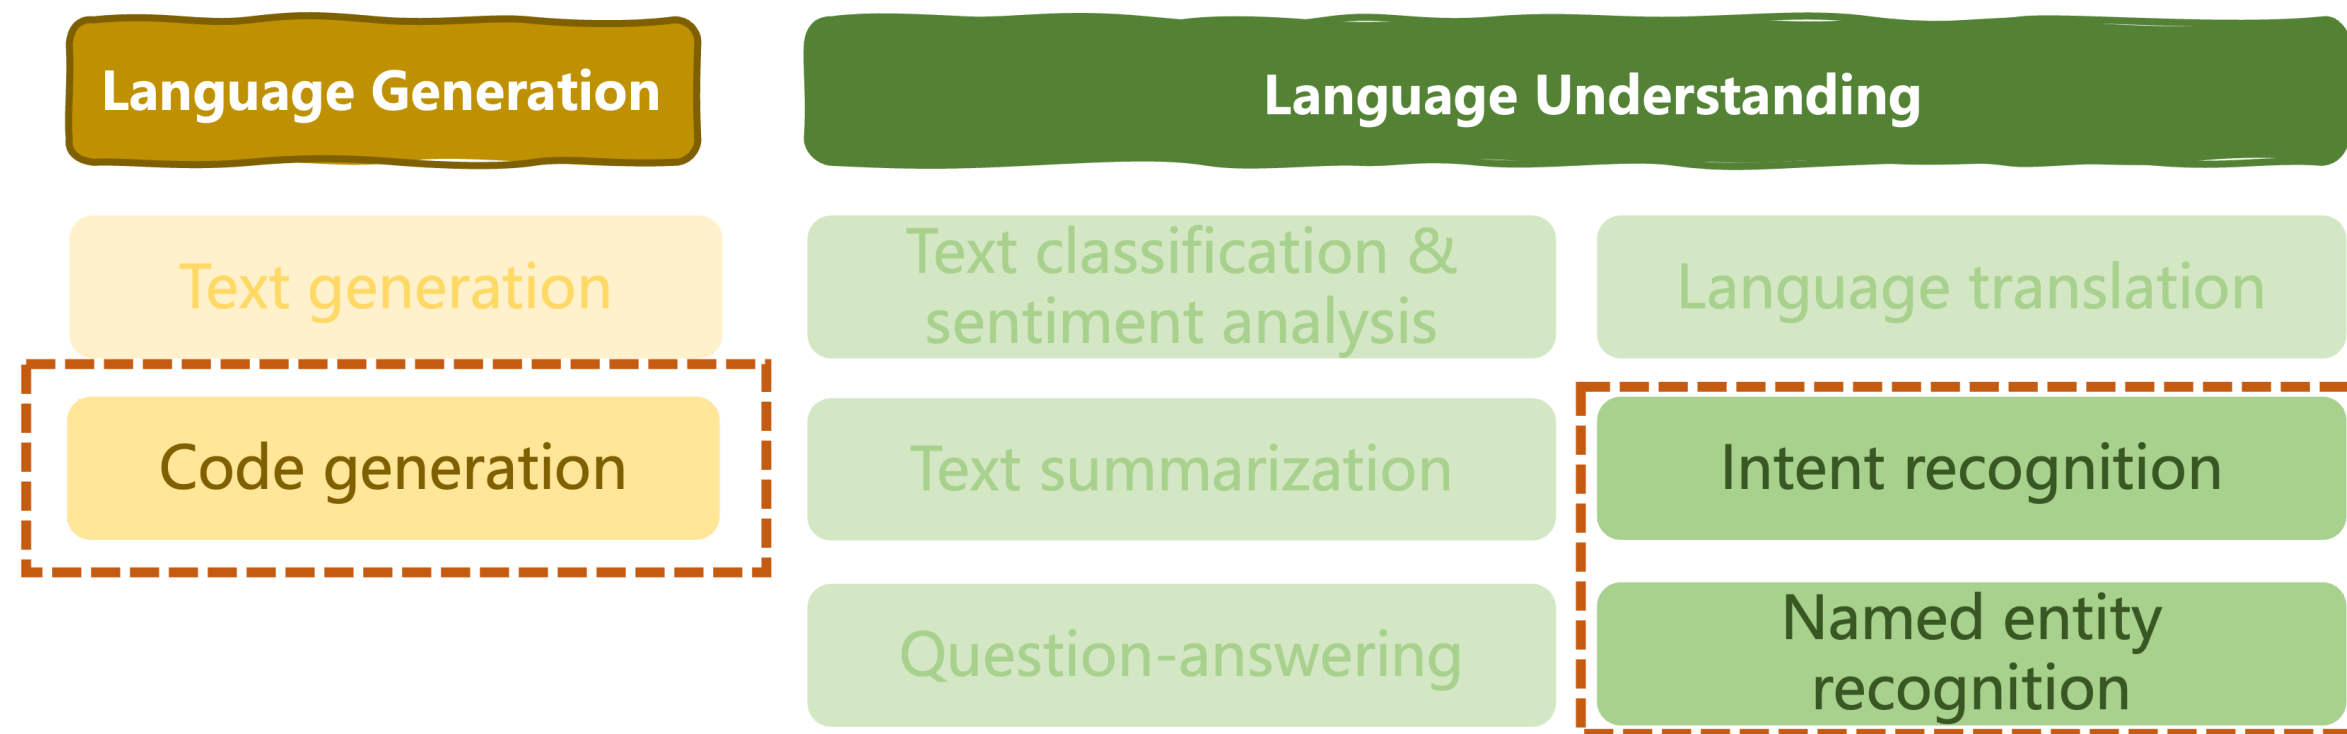 Language Generation
Language Understanding
Text generation
Text classification &
sentiment analysis
Language translation
Code generation
Text summarization
Intent recognition
Question-answering
Named entity
recognition